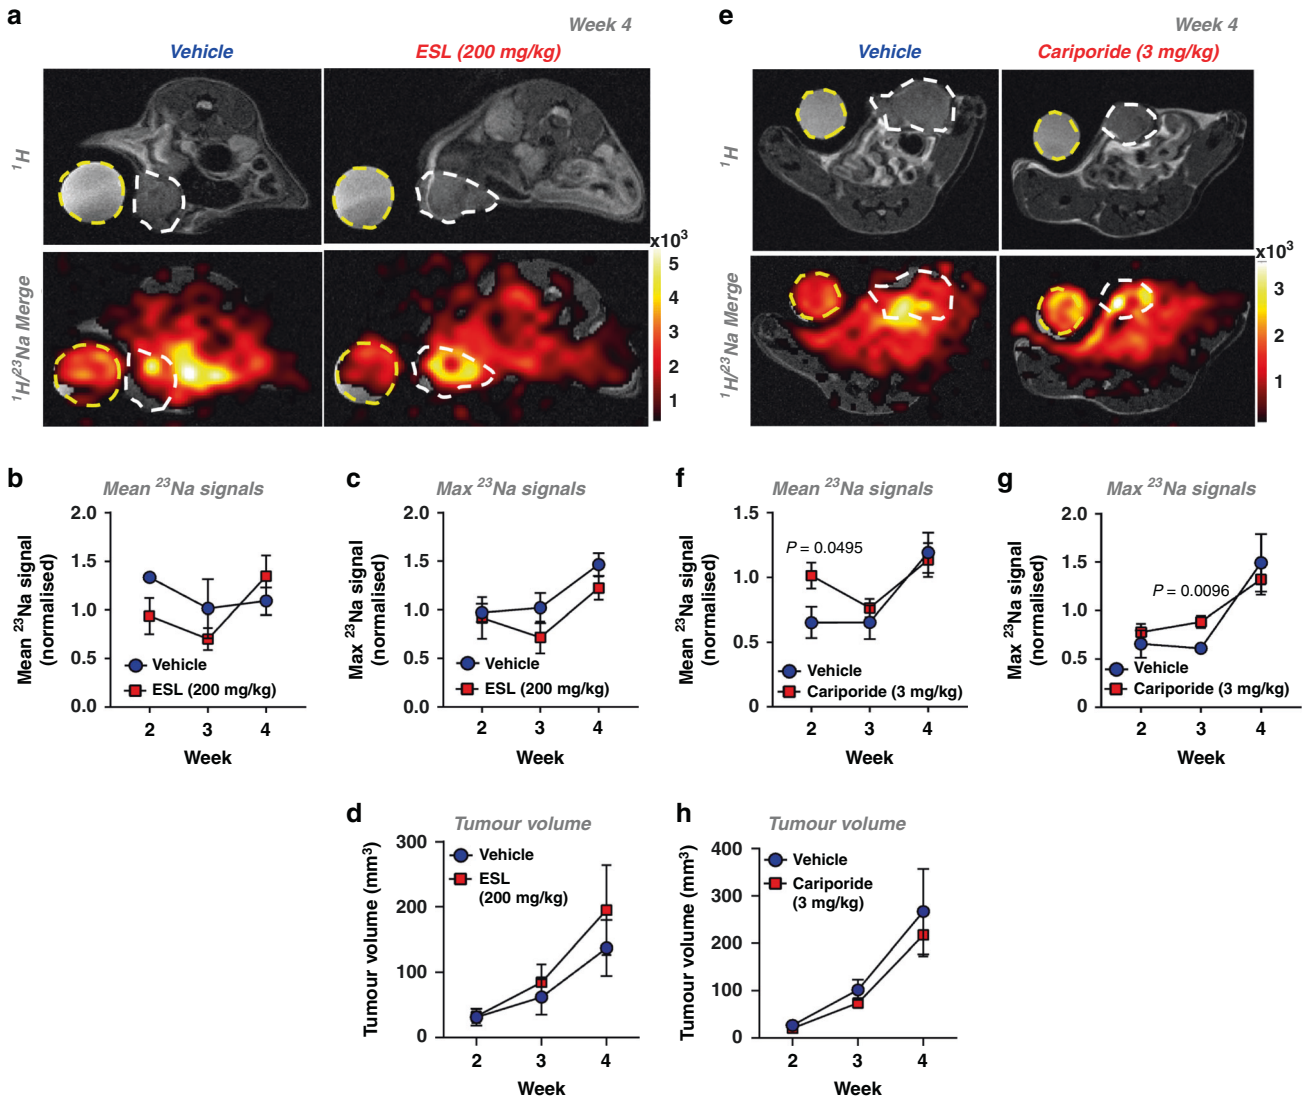 a
Week 4
Vehicle
ESL (200 mg/kg)
¹H
¹H/²³Na Merge
x10³
5
4
3
2
1
e
Week 4
Vehicle
Cariporide (3 mg/kg)
¹H
¹H/²³Na Merge
x10³
3
2
1
b
Mean ²³Na signals
Mean ²³Na signal
(normalised)
2.0
1.5
1.0
0.5
0.0
Vehicle
ESL (200 mg/kg)
2 3 4
Week
c
Max ²³Na signals
Max ²³Na signal
(normalised)
2.0
1.5
1.0
0.5
0.0
Vehicle
ESL (200 mg/kg)
2 3 4
Week
f
Mean ²³Na signals
Mean ²³Na signal
(normalised)
1.5
1.0
0.5
0
P = 0.0495
Vehicle
Cariporide (3 mg/kg)
2 3 4
Week
g
Max ²³Na signals
Max ²³Na signal
(normalised)
2.0
1.5
1.0
0.5
0
P = 0.0096
Vehicle
Cariporide (3 mg/kg)
2 3 4
Week
d
Tumour volume
Tumour volume (mm³)
300
200
100
0
Vehicle
ESL
(200 mg/kg)
2 3 4
Week
h
Tumour volume
Tumour volume (mm³)
400
300
200
100
0
Vehicle
Cariporide
(3 mg/kg)
2 3 4
Week